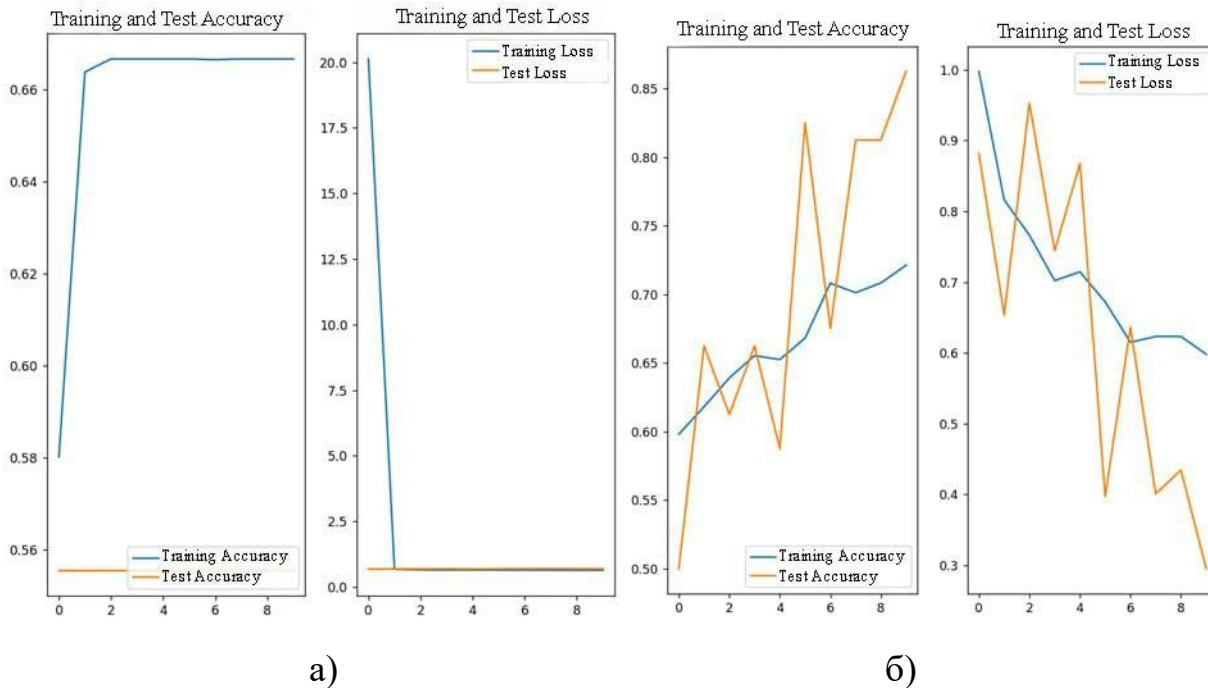 Training and Test Accuracy
0.66
0.64
0.62
0.60
0.58
0.56
Training Accuracy
Test Accuracy
0 2 4 6 8
Training and Test Loss
Training Loss
Test Loss
20.0
17.5
15.0
12.5
10.0
7.5
5.0
2.5
0.0
0 2 4 6 8
а)
Training and Test Accuracy
0.85
0.80
0.75
0.70
0.65
0.60
0.55
0.50
Training Accuracy
Test Accuracy
0 2 4 6 8
Training and Test Loss
Training Loss
Test Loss
1.0
0.9
0.8
0.7
0.6
0.5
0.4
0.3
0 2 4 6 8
б)